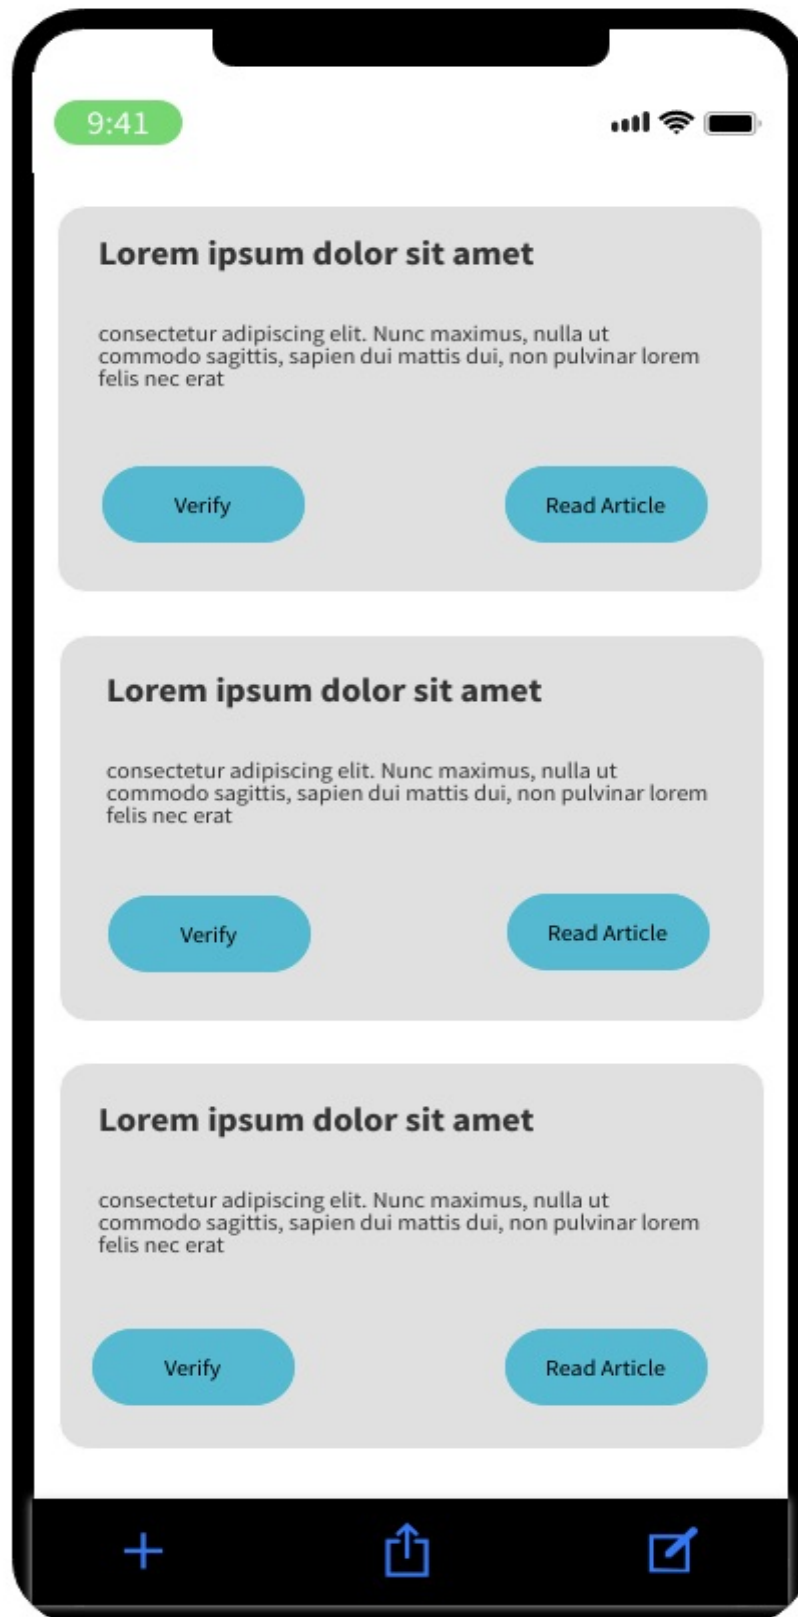 9:41
Lorem ipsum dolor sit amet
consectetur adipiscing elit. Nunc maximus, nulla ut
commodo sagittis, sapien dui mattis dui, non pulvinar lorem
felis nec erat
Verify
Read Article
Lorem ipsum dolor sit amet
consectetur adipiscing elit. Nunc maximus, nulla ut
commodo sagittis, sapien dui mattis dui, non pulvinar lorem
felis nec erat
Verify
Read Article
Lorem ipsum dolor sit amet
consectetur adipiscing elit. Nunc maximus, nulla ut
commodo sagittis, sapien dui mattis dui, non pulvinar lorem
felis nec erat
Verify
Read Article